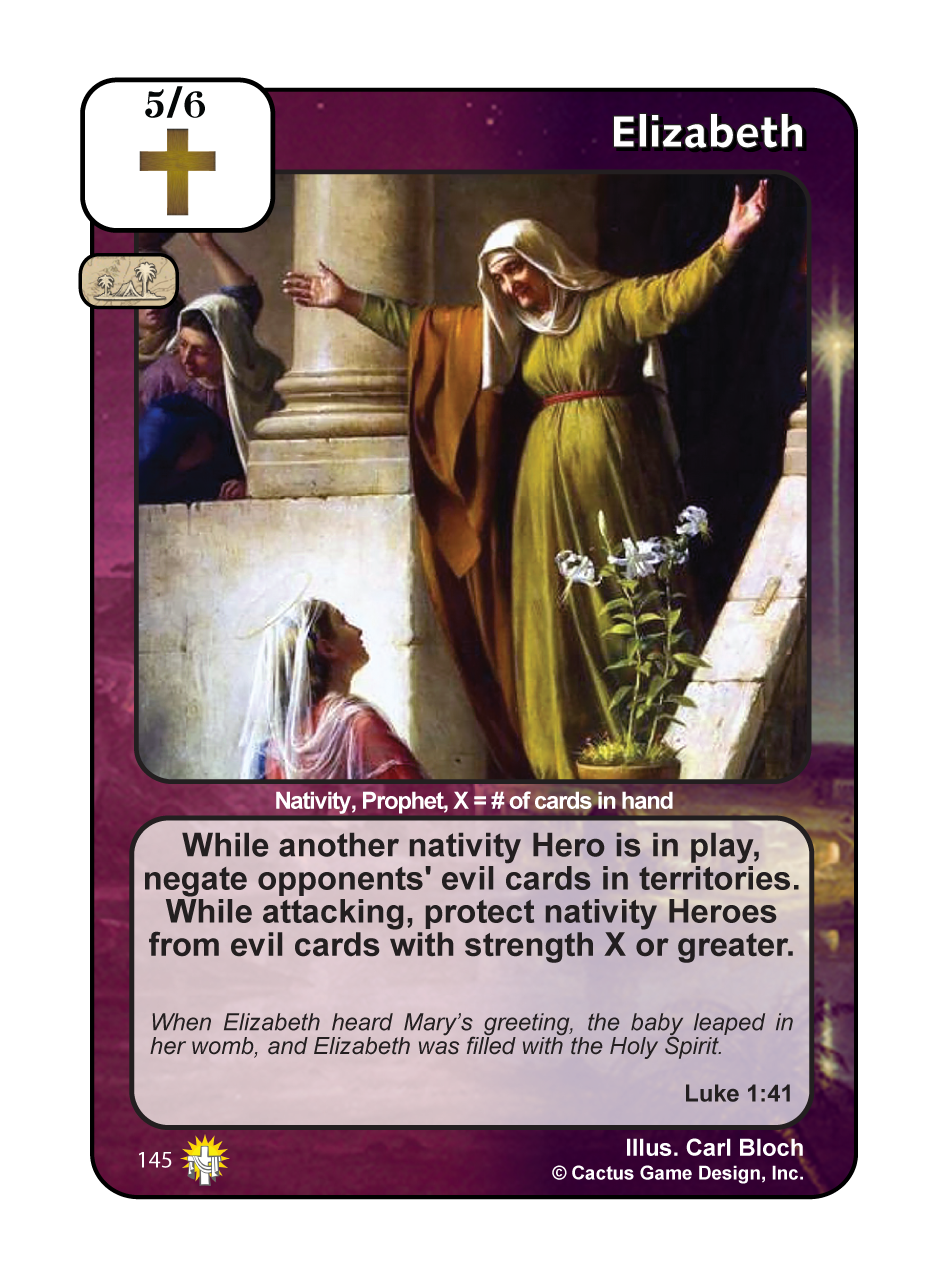 5/6
Elizabeth
Nativity, Prophet, X = # of cards in hand
While another nativity Hero is in play,
negate opponents' evil cards in territories.
While attacking, protect nativity Heroes
from evil cards with strength X or greater.
When Elizabeth heard Mary's greeting, the baby leaped in
her womb, and Elizabeth was filled with the Holy Spirit.
Luke 1:41
145
Illus. Carl Bloch
© Cactus Game Design, Inc.